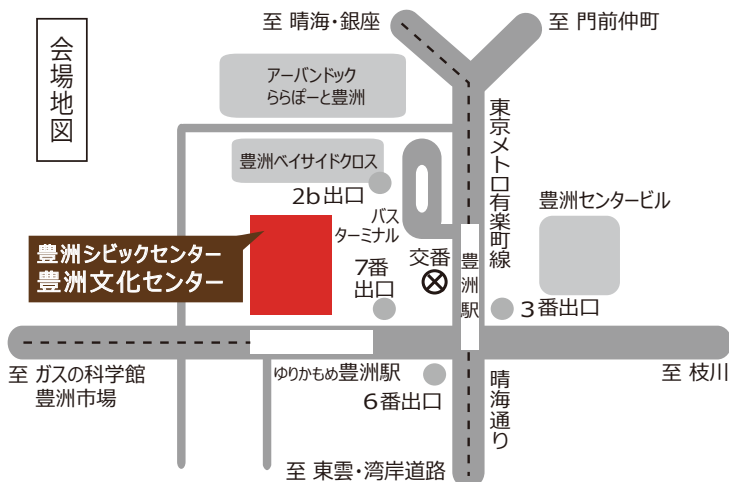 会場地図
至 晴海・銀座
至 門前仲町
アーバンドック
ららぽーと豊洲
東京メトロ有楽町線
豊洲ベイサイドクロス
2b出口
バス
ターミナル
豊洲センタービル
豊洲シビックセンター
豊洲文化センター
7番
出口
交番
豊洲駅
3番出口
至 ガスの科学館
豊洲市場
ゆりかもめ豊洲駅
6番出口
晴海通り
至 枝川
至 東雲・湾岸道路